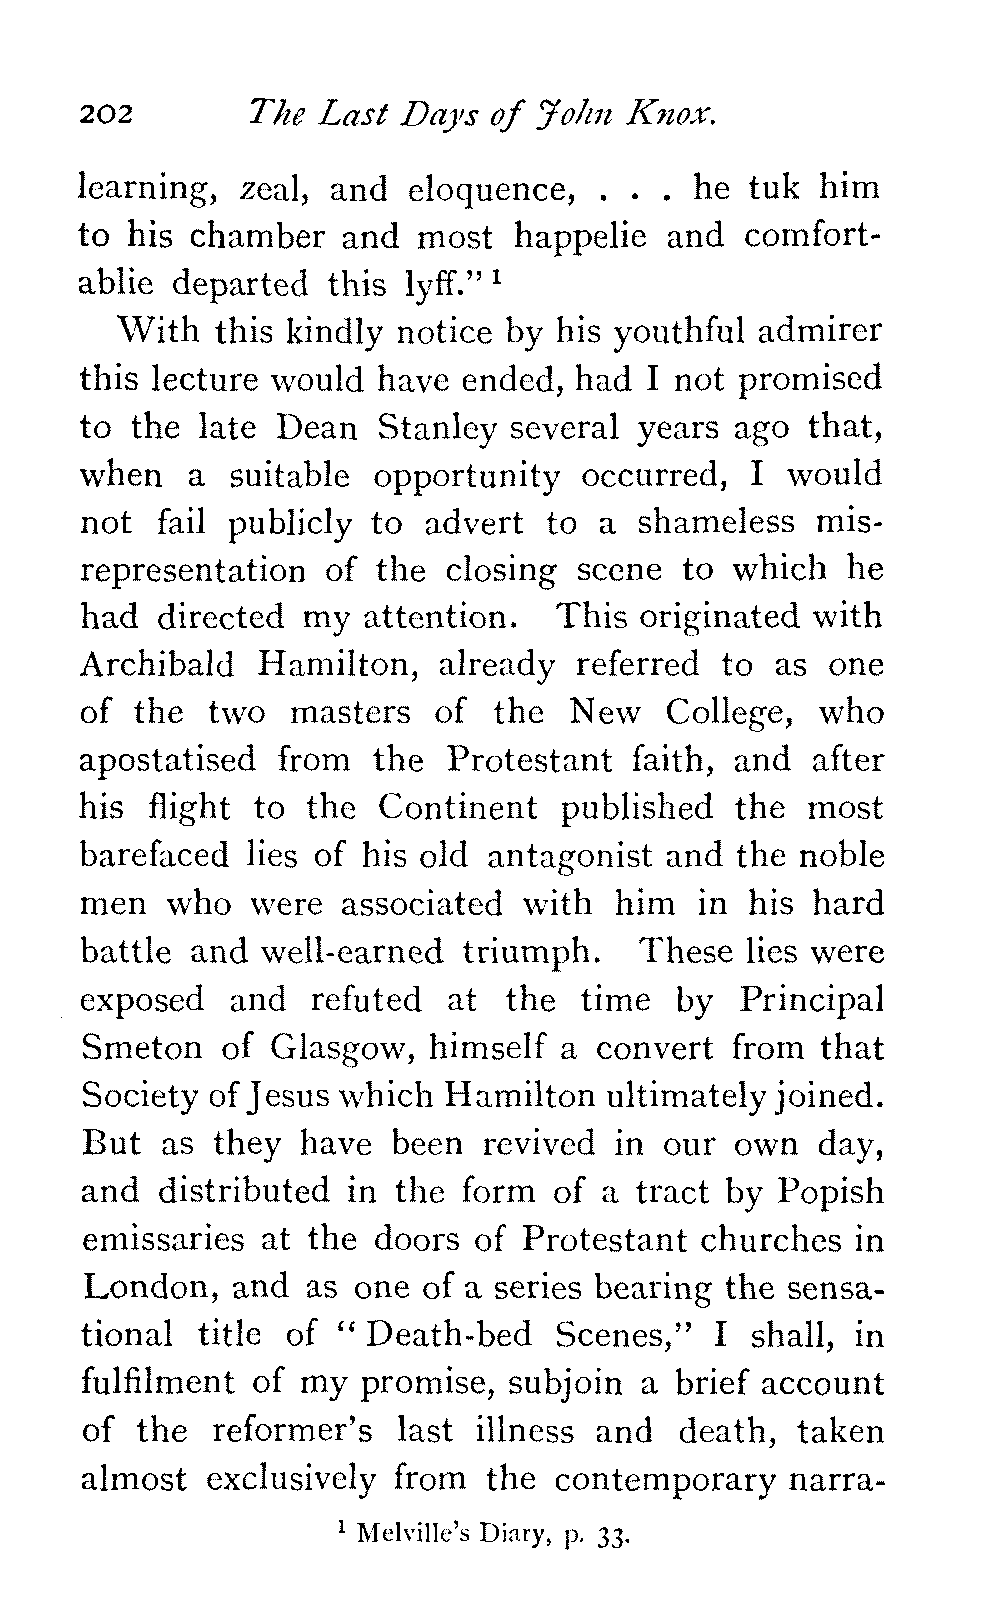 202 The Last Days of John Knox.
learning, zeal, and eloquence, . . . he tuk him
to his chamber and most happelie and comfort-
ablie departed this lyff." ¹
With this kindly notice by his youthful admirer
this lecture would have ended, had I not promised
to the late Dean Stanley several years ago that,
when a suitable opportunity occurred, I would
not fail publicly to advert to a shameless mis-
representation of the closing scene to which he
had directed my attention. This originated with
Archibald Hamilton, already referred to as one
of the two masters of the New College, who
apostatised from the Protestant faith, and after
his flight to the Continent published the most
barefaced lies of his old antagonist and the noble
men who were associated with him in his hard
battle and well-earned triumph. These lies were
exposed and refuted at the time by Principal
Smeton of Glasgow, himself a convert from that
Society of Jesus which Hamilton ultimately joined.
But as they have been revived in our own day,
and distributed in the form of a tract by Popish
emissaries at the doors of Protestant churches in
London, and as one of a series bearing the sensa-
tional title of "Death-bed Scenes," I shall, in
fulfilment of my promise, subjoin a brief account
of the reformer's last illness and death, taken
almost exclusively from the contemporary narra-
¹ Melville's Diary, p. 33.